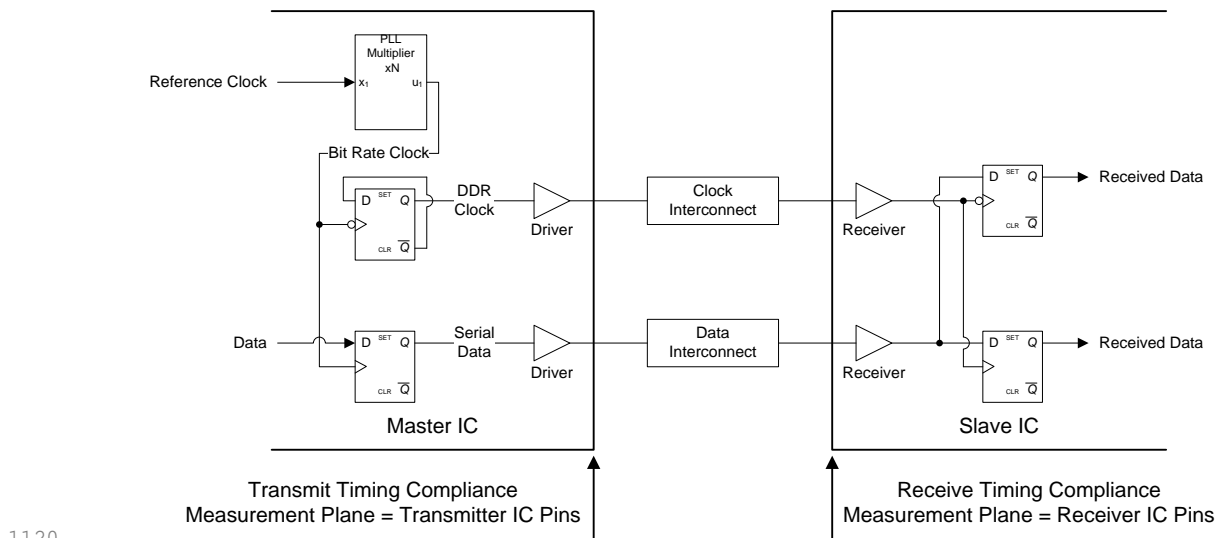 PLL
Multiplier
xN
Reference Clock
x1
u1
Bit Rate Clock
D SET Q
CLR Q
DDR
Clock
Driver
Clock
Interconnect
Receiver
D SET Q
CLR Q
Received Data
Data
D SET Q
CLR Q
Serial
Data
Driver
Data
Interconnect
Receiver
D SET Q
CLR Q
Received Data
Master IC
Slave IC
Transmit Timing Compliance
Measurement Plane = Transmitter IC Pins
Receive Timing Compliance
Measurement Plane = Receiver IC Pins
1120